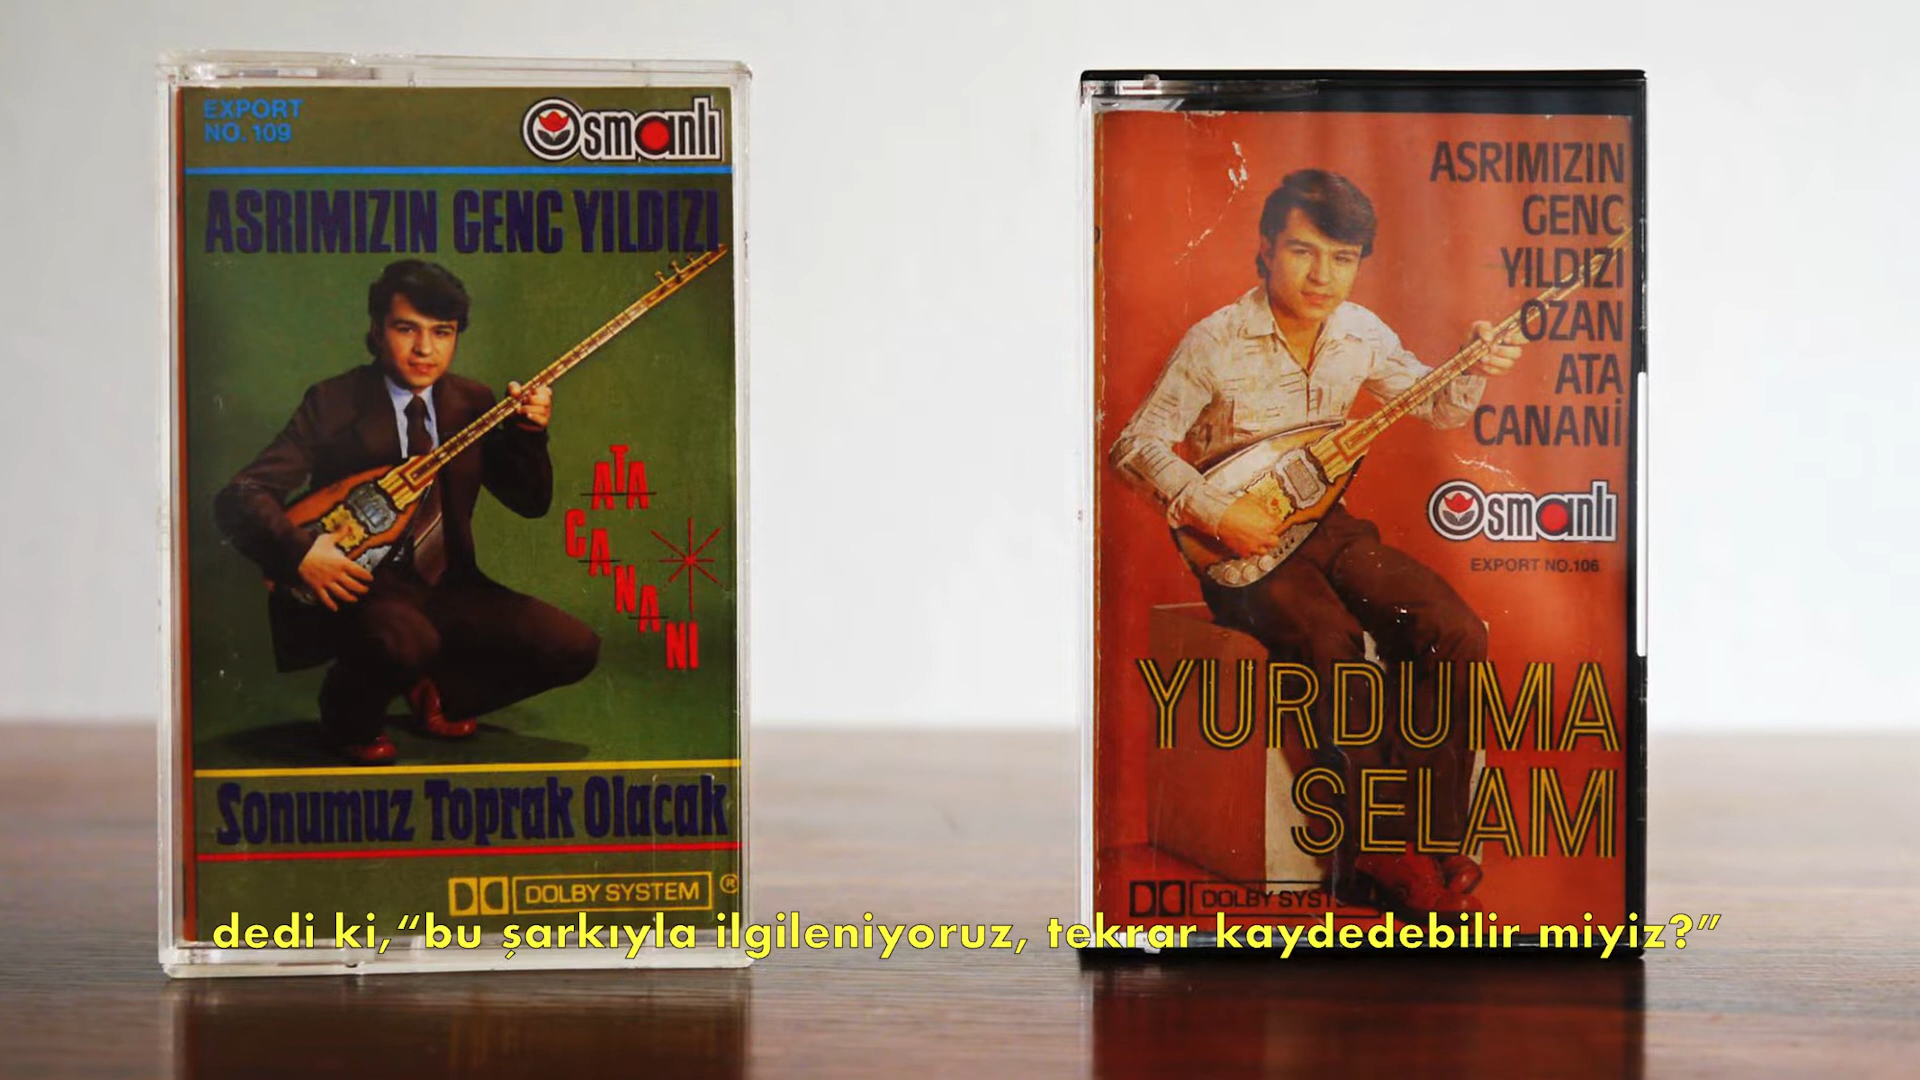 EXPORT
NO. 109
Osmanlı
ASRIMIZIN GENC YILDIZI
ATA
CANANI
Sonumuz Toprak Olacak
DOLBY SYSTEM ®
ASRIMIZIN
GENC
YILDIZI
OZAN
ATA
CANANİ
Osmanlı
EXPORT NO.106
YURDUMA
SELAM
DOLBY SYST
dedi ki,“bu şarkıyla ilgileniyoruz, tekrar kaydedebilir miyiz?”